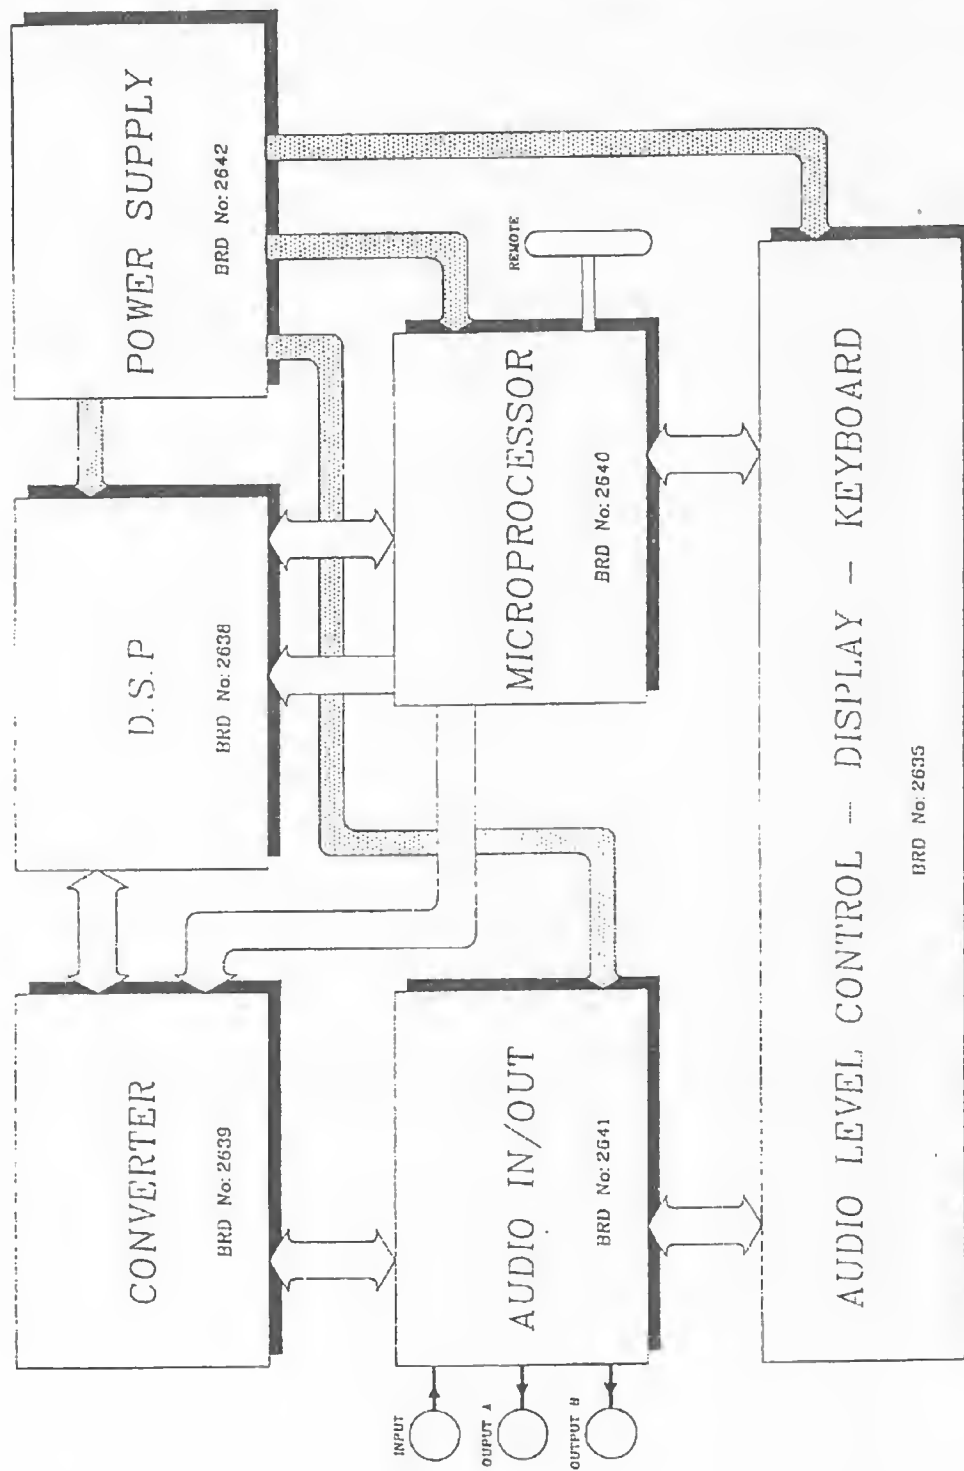 CONVERTER
BRD No: 2639
D.S.P
BRD No: 2638
POWER SUPPLY
BRD No: 2642
INPUT
OUPUT A
OUTPUT B
AUDIO IN/OUT
BRD No: 2641
MICROPROCESSOR
BRD No: 2640
REMOTE
AUDIO LEVEL CONTROL - DISPLAY - KEYBOARD
BRD No: 2635